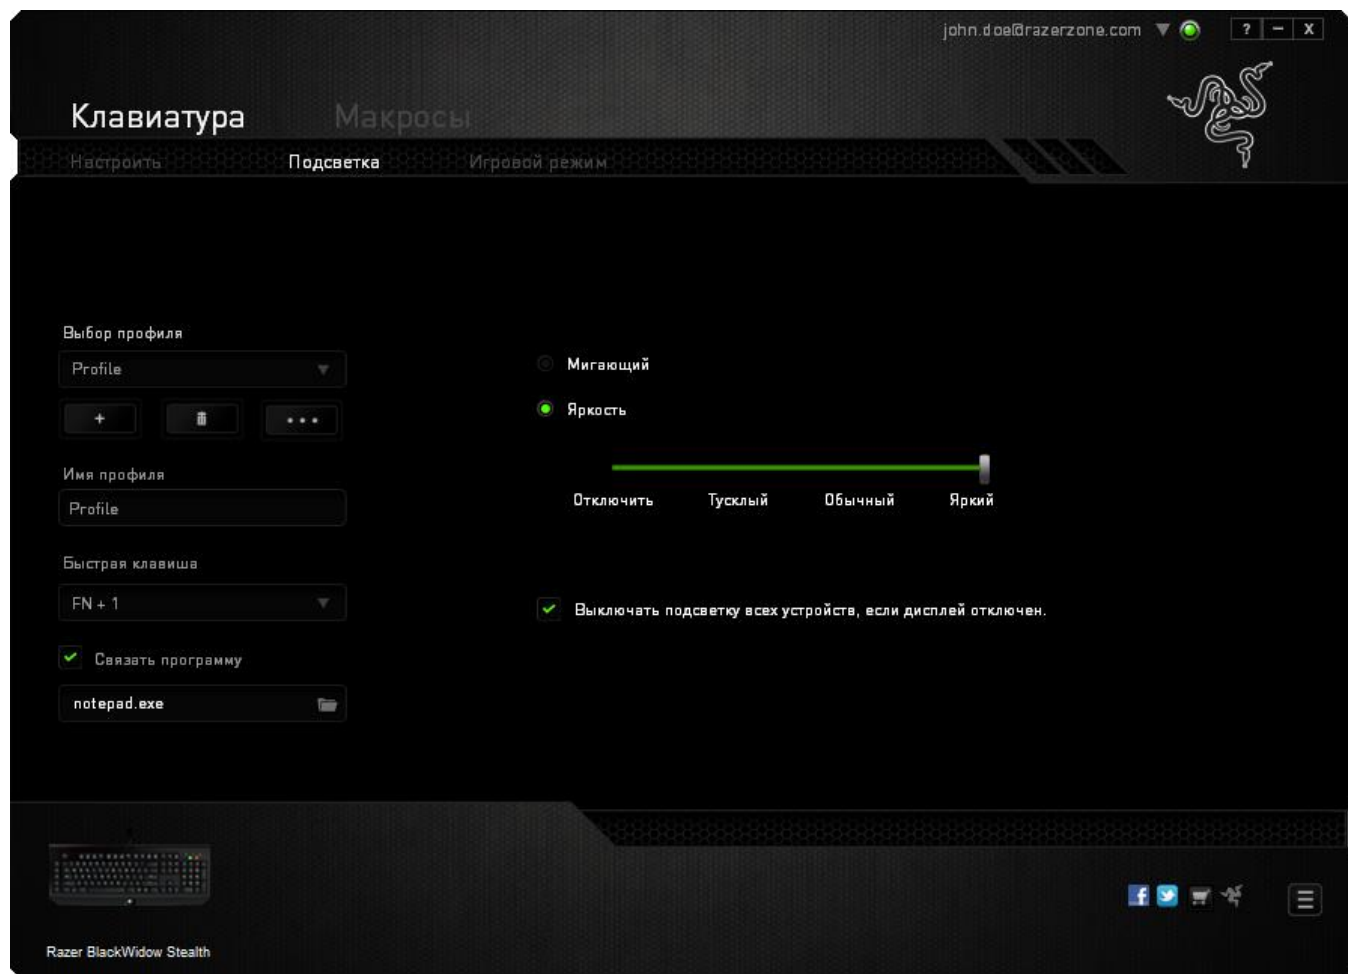 john.doe@razerzone.com
? — X
Клавиатура Макросы
Настроить Подсветка Игровой режим
Выбор профиля
Profile
+
Имя профиля
Profile
Быстрая клавиша
FN + 1
Связать программу
notepad.exe
Мигающий
Яркость
Отключить Тусклый Обычный Яркий
Выключать подсветку всех устройств, если дисплей отключен.
Razer BlackWidow Stealth